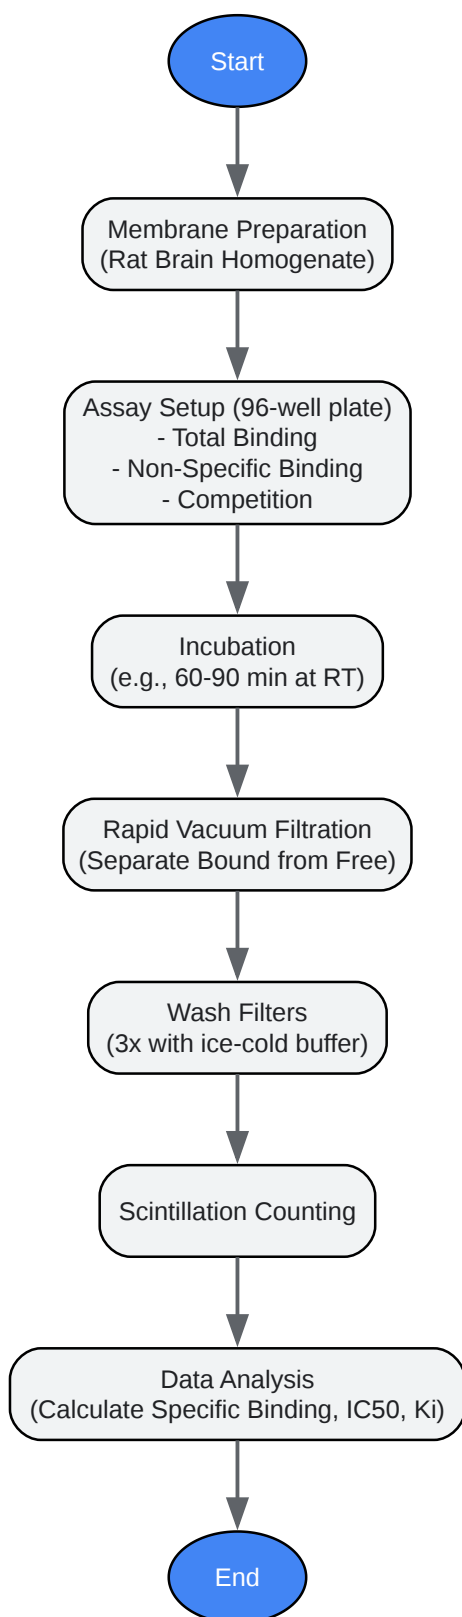 Start
Membrane Preparation
(Rat Brain Homogenate)
Assay Setup (96-well plate)
- Total Binding
- Non-Specific Binding
- Competition
Incubation
(e.g., 60-90 min at RT)
Rapid Vacuum Filtration
(Separate Bound from Free)
Wash Filters
(3x with ice-cold buffer)
Scintillation Counting
Data Analysis
(Calculate Specific Binding, IC50, Ki)
End